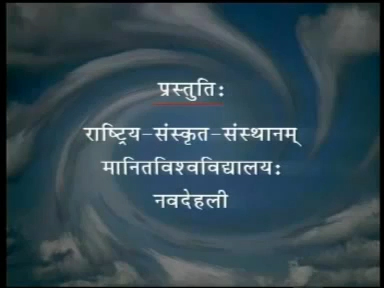 प्रस्तुतिः
राष्ट्रिय-संस्कृत-संस्थानम्
मानितविश्वविद्यालयः
नवदेहली